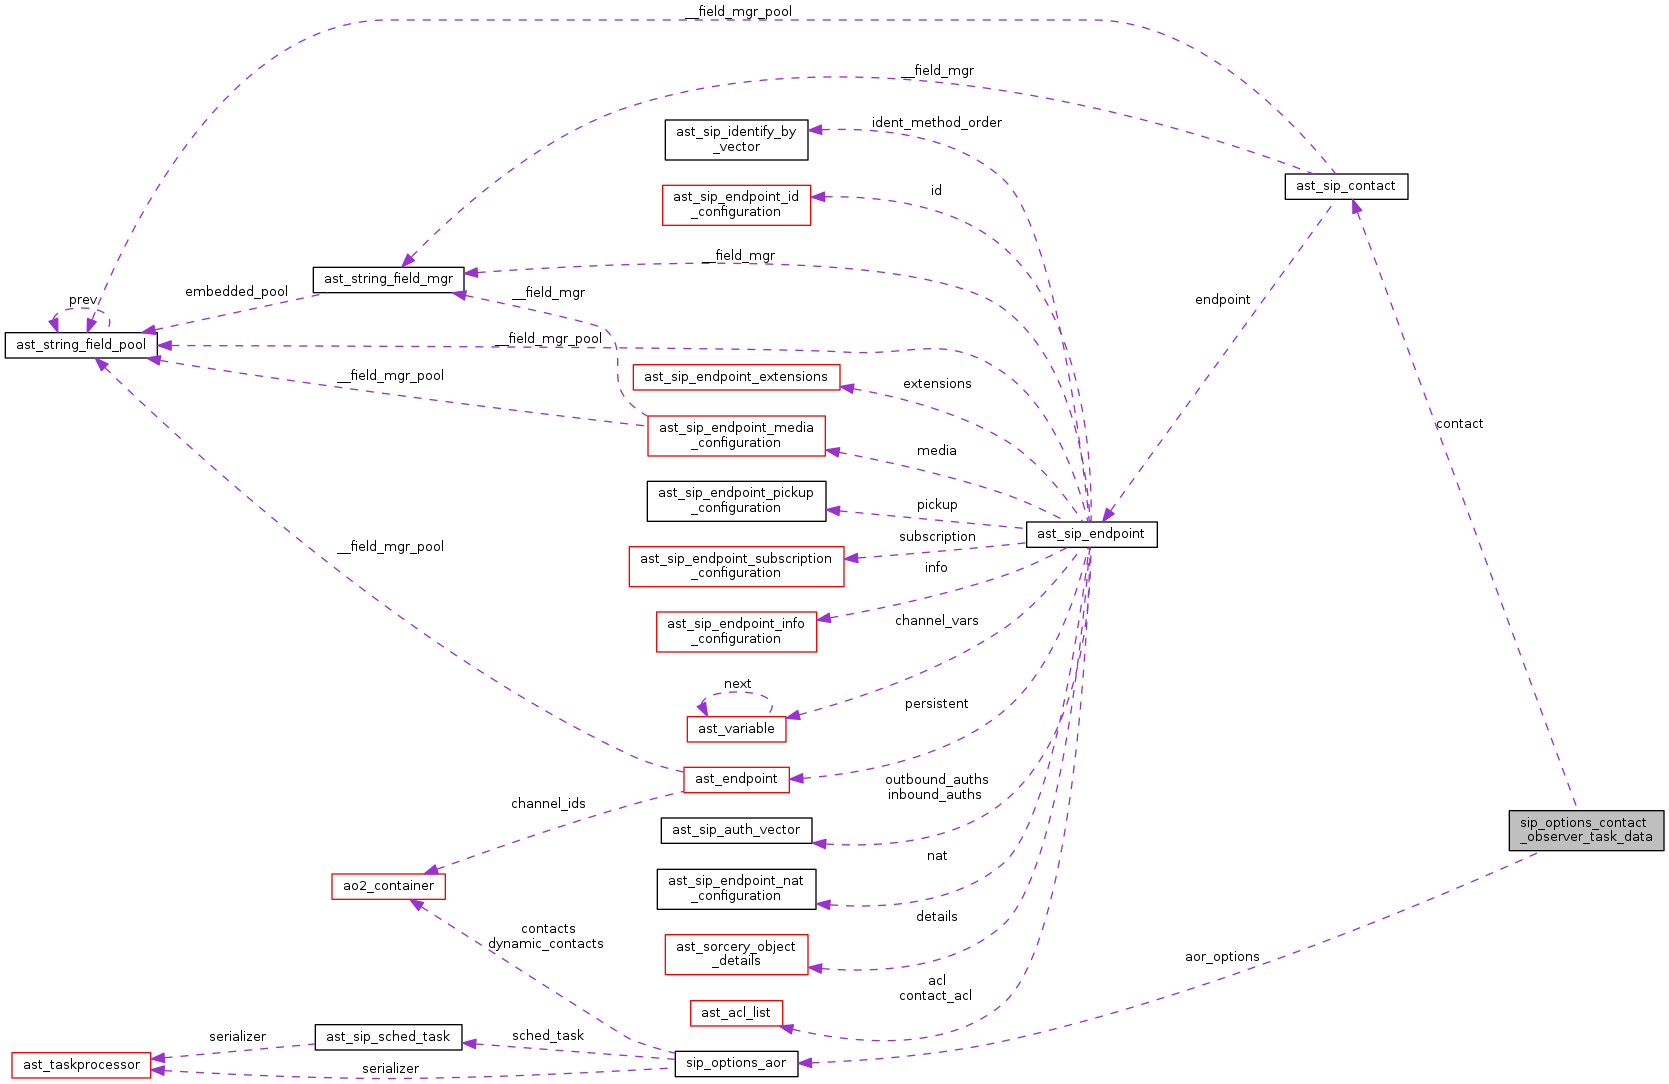 __field_mgr_pool
__field_mgr
ident_method_order
ast_sip_identify_by
_vector
ast_sip_contact
id
ast_sip_endpoint_id
_configuration
__field_mgr
ast_string_field_mgr
embedded_pool
__field_mgr
prev
endpoint
ast_string_field_pool
__field_mgr_pool
__field_mgr_pool
ast_sip_endpoint_extensions
extensions
ast_sip_endpoint_media
_configuration
contact
media
ast_sip_endpoint_pickup
_configuration
pickup
ast_sip_endpoint
subscription
__field_mgr_pool
ast_sip_endpoint_subscription
_configuration
info
ast_sip_endpoint_info
_configuration
channel_vars
next
ast_variable
persistent
ast_endpoint
outbound_auths
inbound_auths
channel_ids
ast_sip_auth_vector
sip_options_contact
_observer_task_data
nat
ao2_container
ast_sip_endpoint_nat
_configuration
details
contacts
dynamic_contacts
ast_sorcery_object
_details
aor_options
acl
contact_acl
ast_acl_list
serializer
ast_sip_sched_task
sched_task
ast_taskprocessor
serializer
sip_options_aor